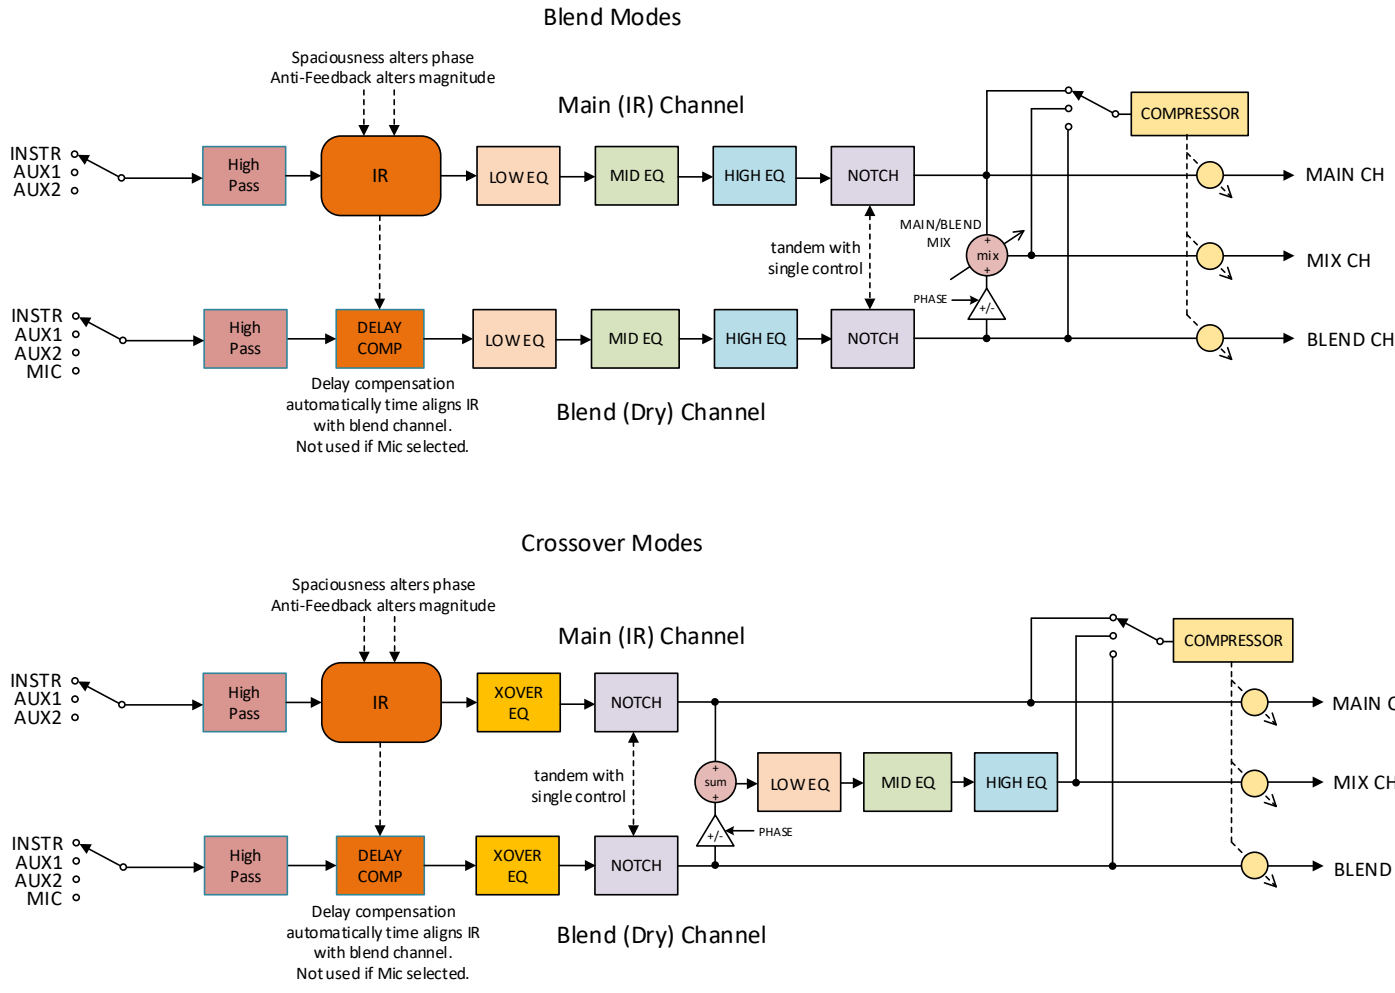 Blend Modes
Spaciousness alters phase
Anti-Feedback alters magnitude
Main (IR) Channel
COMPRESSOR
INSTR
AUX1
AUX2
High
Pass
IR
LOW EQ
MID EQ
HIGH EQ
NOTCH
MAIN CH
MAIN/BLEND
MIX
tandem with
single control
+
mix
+
MIX CH
PHASE
+/-
INSTR
AUX1
AUX2
MIC
High
Pass
DELAY
COMP
LOW EQ
MID EQ
HIGH EQ
NOTCH
BLEND CH
Delay compensation
automatically time aligns IR
with blend channel.
Not used if Mic selected.
Blend (Dry) Channel
Crossover Modes
Spaciousness alters phase
Anti-Feedback alters magnitude
Main (IR) Channel
COMPRESSOR
INSTR
AUX1
AUX2
High
Pass
IR
XOVER
EQ
NOTCH
MAIN C
tandem with
single control
+
sum
+
LOW EQ
MID EQ
HIGH EQ
MIX CH
PHASE
+/-
INSTR
AUX1
AUX2
MIC
High
Pass
DELAY
COMP
XOVER
EQ
NOTCH
BLEND
Delay compensation
automatically time aligns IR
with blend channel.
Not used if Mic selected.
Blend (Dry) Channel